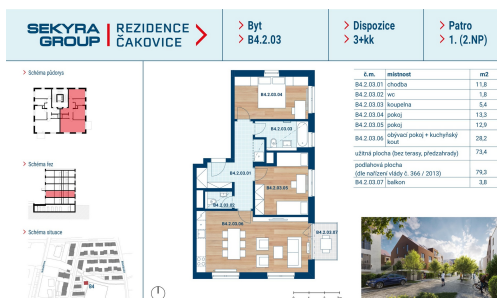 SEKYRA
GROUP
REZIDENCE
ČAKOVICE
Byt
B4.2.03
Dispozice
3+kk
Patro
1. (2.NP)
Schéma půdorys
Schéma řez
Schéma situace
B4
B4.2.03.04
B4.2.03.03
B4.2.03.01
B4.2.03.05
B4.2.03.02
B4.2.03.06
B4.2.03.07
č.m. místnost m2
B4.2.03.01 chodba 11,8
B4.2.03.02 wc 1,8
B4.2.03.03 koupelna 5,4
B4.2.03.04 pokoj 13,3
B4.2.03.05 pokoj 12,9
B4.2.03.06 obývací pokoj + kuchyňský kout 28,2
užitná plocha (bez terasy, předzahrady) 73,4
podlahová plocha
(dle nařízení vlády č. 366 / 2013) 79,3
B4.2.03.07 balkon 3,8